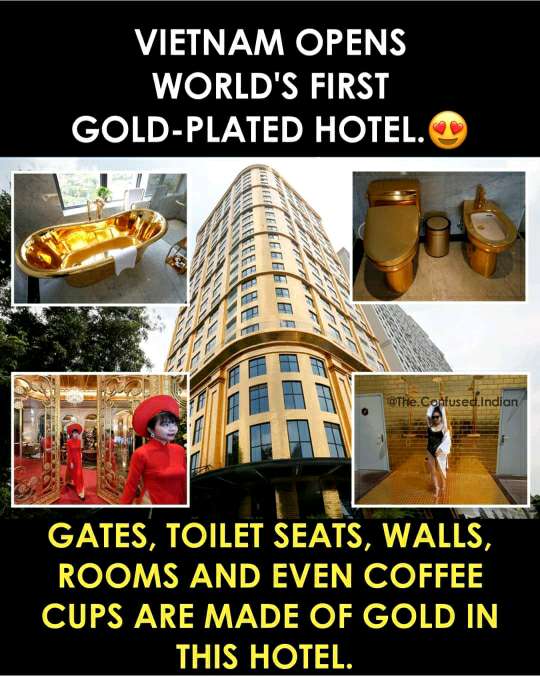 VIETNAM OPENS
WORLD'S FIRST
GOLD-PLATED HOTEL.😍
@The.Confused.Indian
GATES, TOILET SEATS, WALLS,
ROOMS AND EVEN COFFEE
CUPS ARE MADE OF GOLD IN
THIS HOTEL.